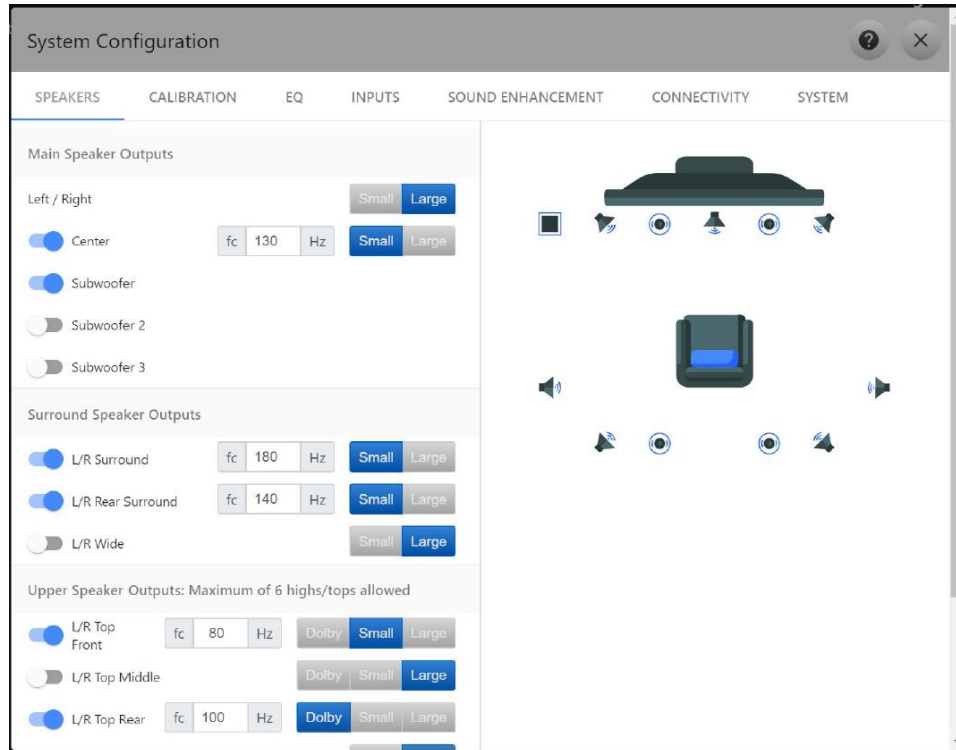 System Configuration
?
SPEAKERS CALIBRATION EQ INPUTS SOUND ENHANCEMENT CONNECTIVITY SYSTEM
Main Speaker Outputs
Left / Right Small Large
Center fc 130 Hz Small Large
Subwoofer
Subwoofer 2
Subwoofer 3
Surround Speaker Outputs
L/R Surround fc 180 Hz Small Large
L/R Rear Surround fc 140 Hz Small Large
L/R Wide Small Large
Upper Speaker Outputs: Maximum of 6 highs/tops allowed
L/R Top
Front fc 80 Hz Dolby Small Large
L/R Top Middle Dolby Small Large
L/R Top Rear fc 100 Hz Dolby Small Large